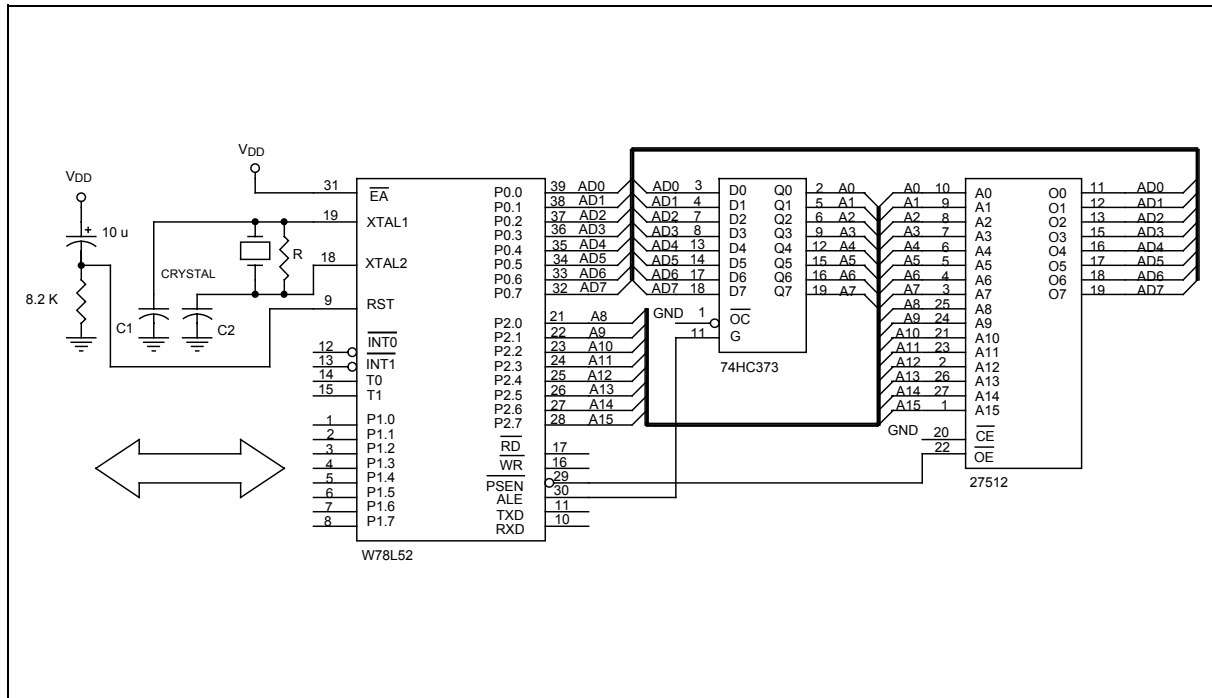 VDD
10 u
8.2 K
VDD
C1
CRYSTAL
C2
R
31 EA
19 XTAL1
18 XTAL2
9 RST
12 INT0
13 INT1
14 T0
15 T1
1 P1.0
2 P1.1
3 P1.2
4 P1.3
5 P1.4
6 P1.5
7 P1.6
8 P1.7
P0.0 39 AD0
P0.1 38 AD1
P0.2 37 AD2
P0.3 36 AD3
P0.4 35 AD4
P0.5 34 AD5
P0.6 33 AD6
P0.7 32 AD7
P2.0 21 A8
P2.1 22 A9
P2.2 23 A10
P2.3 24 A11
P2.4 25 A12
P2.5 26 A13
P2.6 27 A14
P2.7 28 A15
RD 17
WR 16
PSEN 29
ALE 30
TXD 11
RXD 10
W78L52
AD0 3 D0 Q0 2 A0
AD1 4 D1 Q1 5 A1
AD2 7 D2 Q2 6 A2
AD3 8 D3 Q3 9 A3
AD4 13 D4 Q4 12 A4
AD5 14 D5 Q5 15 A5
AD6 17 D6 Q6 16 A6
AD7 18 D7 Q7 19 A7
GND 1 OC
11 G
74HC373
A0 10 A0 O0 11 AD0
A1 9 A1 O1 12 AD1
A2 8 A2 O2 13 AD2
A3 7 A3 O3 15 AD3
A4 6 A4 O4 16 AD4
A5 5 A5 O5 17 AD5
A6 4 A6 O6 18 AD6
A7 3 A7 O7 19 AD7
A8 25 A8
A9 24 A9
A10 21 A10
A11 23 A11
A12 2 A12
A13 26 A13
A14 27 A14
A15 1 A15
GND 20 CE
22 OE
27512